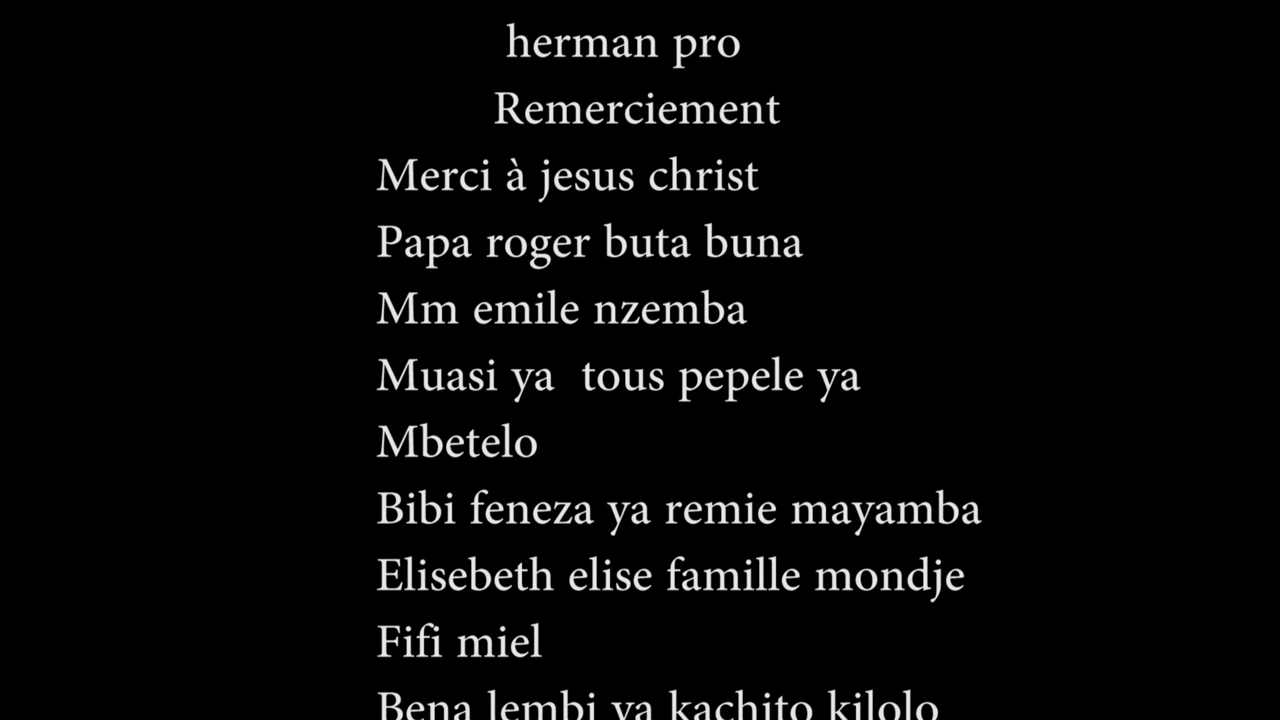 herman pro
Remerciement
Merci à jesus christ
Papa roger buta buna
Mm emile nzemba
Muasi ya tous pepele ya
Mbetelo
Bibi feneza ya remie mayamba
Elisebeth elise famille mondje
Fifi miel
Bena lembi ya kachito kilolo